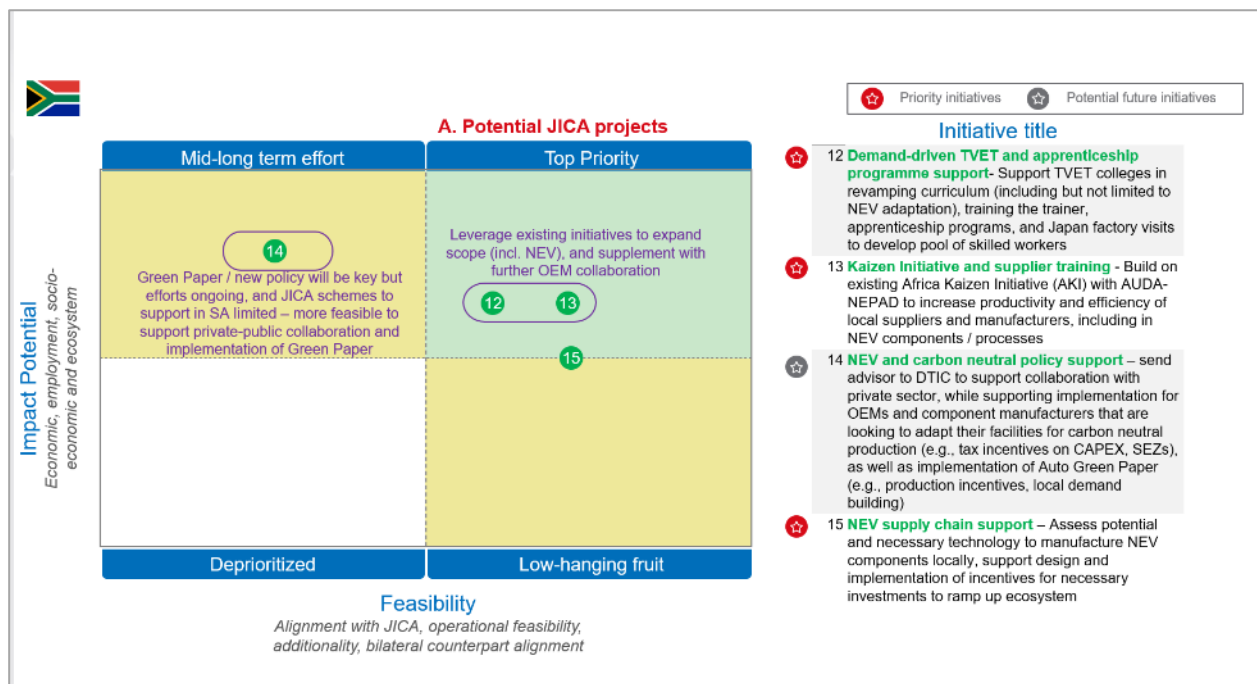 Priority initiatives
Potential future initiatives
A. Potential JICA projects
Initiative title
Mid-long term effort
Top Priority
14
Green Paper / new policy will be key but
efforts ongoing, and JICA schemes to
support in SA limited – more feasible to
support private-public collaboration and
implementation of Green Paper
Leverage existing initiatives to expand
scope (incl. NEV), and supplement with
further OEM collaboration
12
13
15
Impact Potential
Economic, employment, socio-
economic and ecosystem
Deprioritized
Low-hanging fruit
Feasibility
Alignment with JICA, operational feasibility,
additionality, bilateral counterpart alignment
12 Demand-driven TVET and apprenticeship
programme support- Support TVET colleges in
revamping curriculum (including but not limited to
NEV adaptation), training the trainer,
apprenticeship programs, and Japan factory visits
to develop pool of skilled workers
13 Kaizen Initiative and supplier training - Build on
existing Africa Kaizen Initiative (AKI) with AUDA-
NEPAD to increase productivity and efficiency of
local suppliers and manufacturers, including in
NEV components / processes
14 NEV and carbon neutral policy support – send
advisor to DTIC to support collaboration with
private sector, while supporting implementation for
OEMs and component manufacturers that are
looking to adapt their facilities for carbon neutral
production (e.g., tax incentives on CAPEX, SEZs),
as well as implementation of Auto Green Paper
(e.g., production incentives, local demand
building)
15 NEV supply chain support – Assess potential
and necessary technology to manufacture NEV
components locally, support design and
implementation of incentives for necessary
investments to ramp up ecosystem